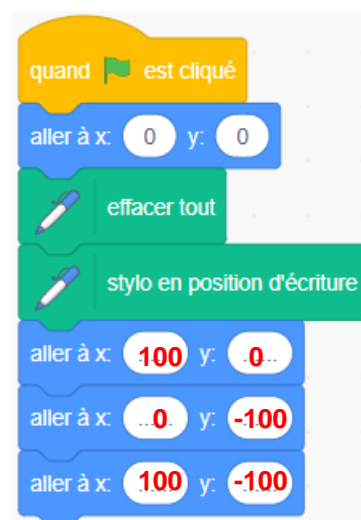 quand est cliqué
aller à x: 0 y: 0
effacer tout
stylo en position d'écriture
aller à x: 100 y: 0
aller à x: 0 y: -100
aller à x: 100 y: -100